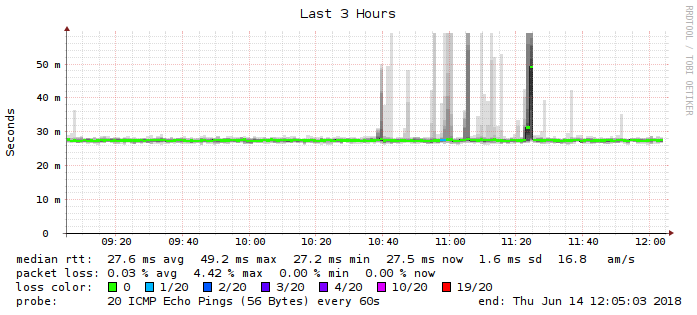 Last 3 Hours
RRDTOOL / TOBI OETIKER
Seconds
50 m
40 m
30 m
20 m
10 m
0
09:20 09:40 10:00 10:20 10:40 11:00 11:20 11:40 12:00
median rtt: 27.6 ms avg 49.2 ms max 27.2 ms min 27.5 ms now 1.6 ms sd 16.8 am/s
packet loss: 0.03 % avg 4.42 % max 0.00 % min 0.00 % now
loss color: 0 1/20 2/20 3/20 4/20 10/20 19/20
probe: 20 ICMP Echo Pings (56 Bytes) every 60s end: Thu Jun 14 12:05:03 2018